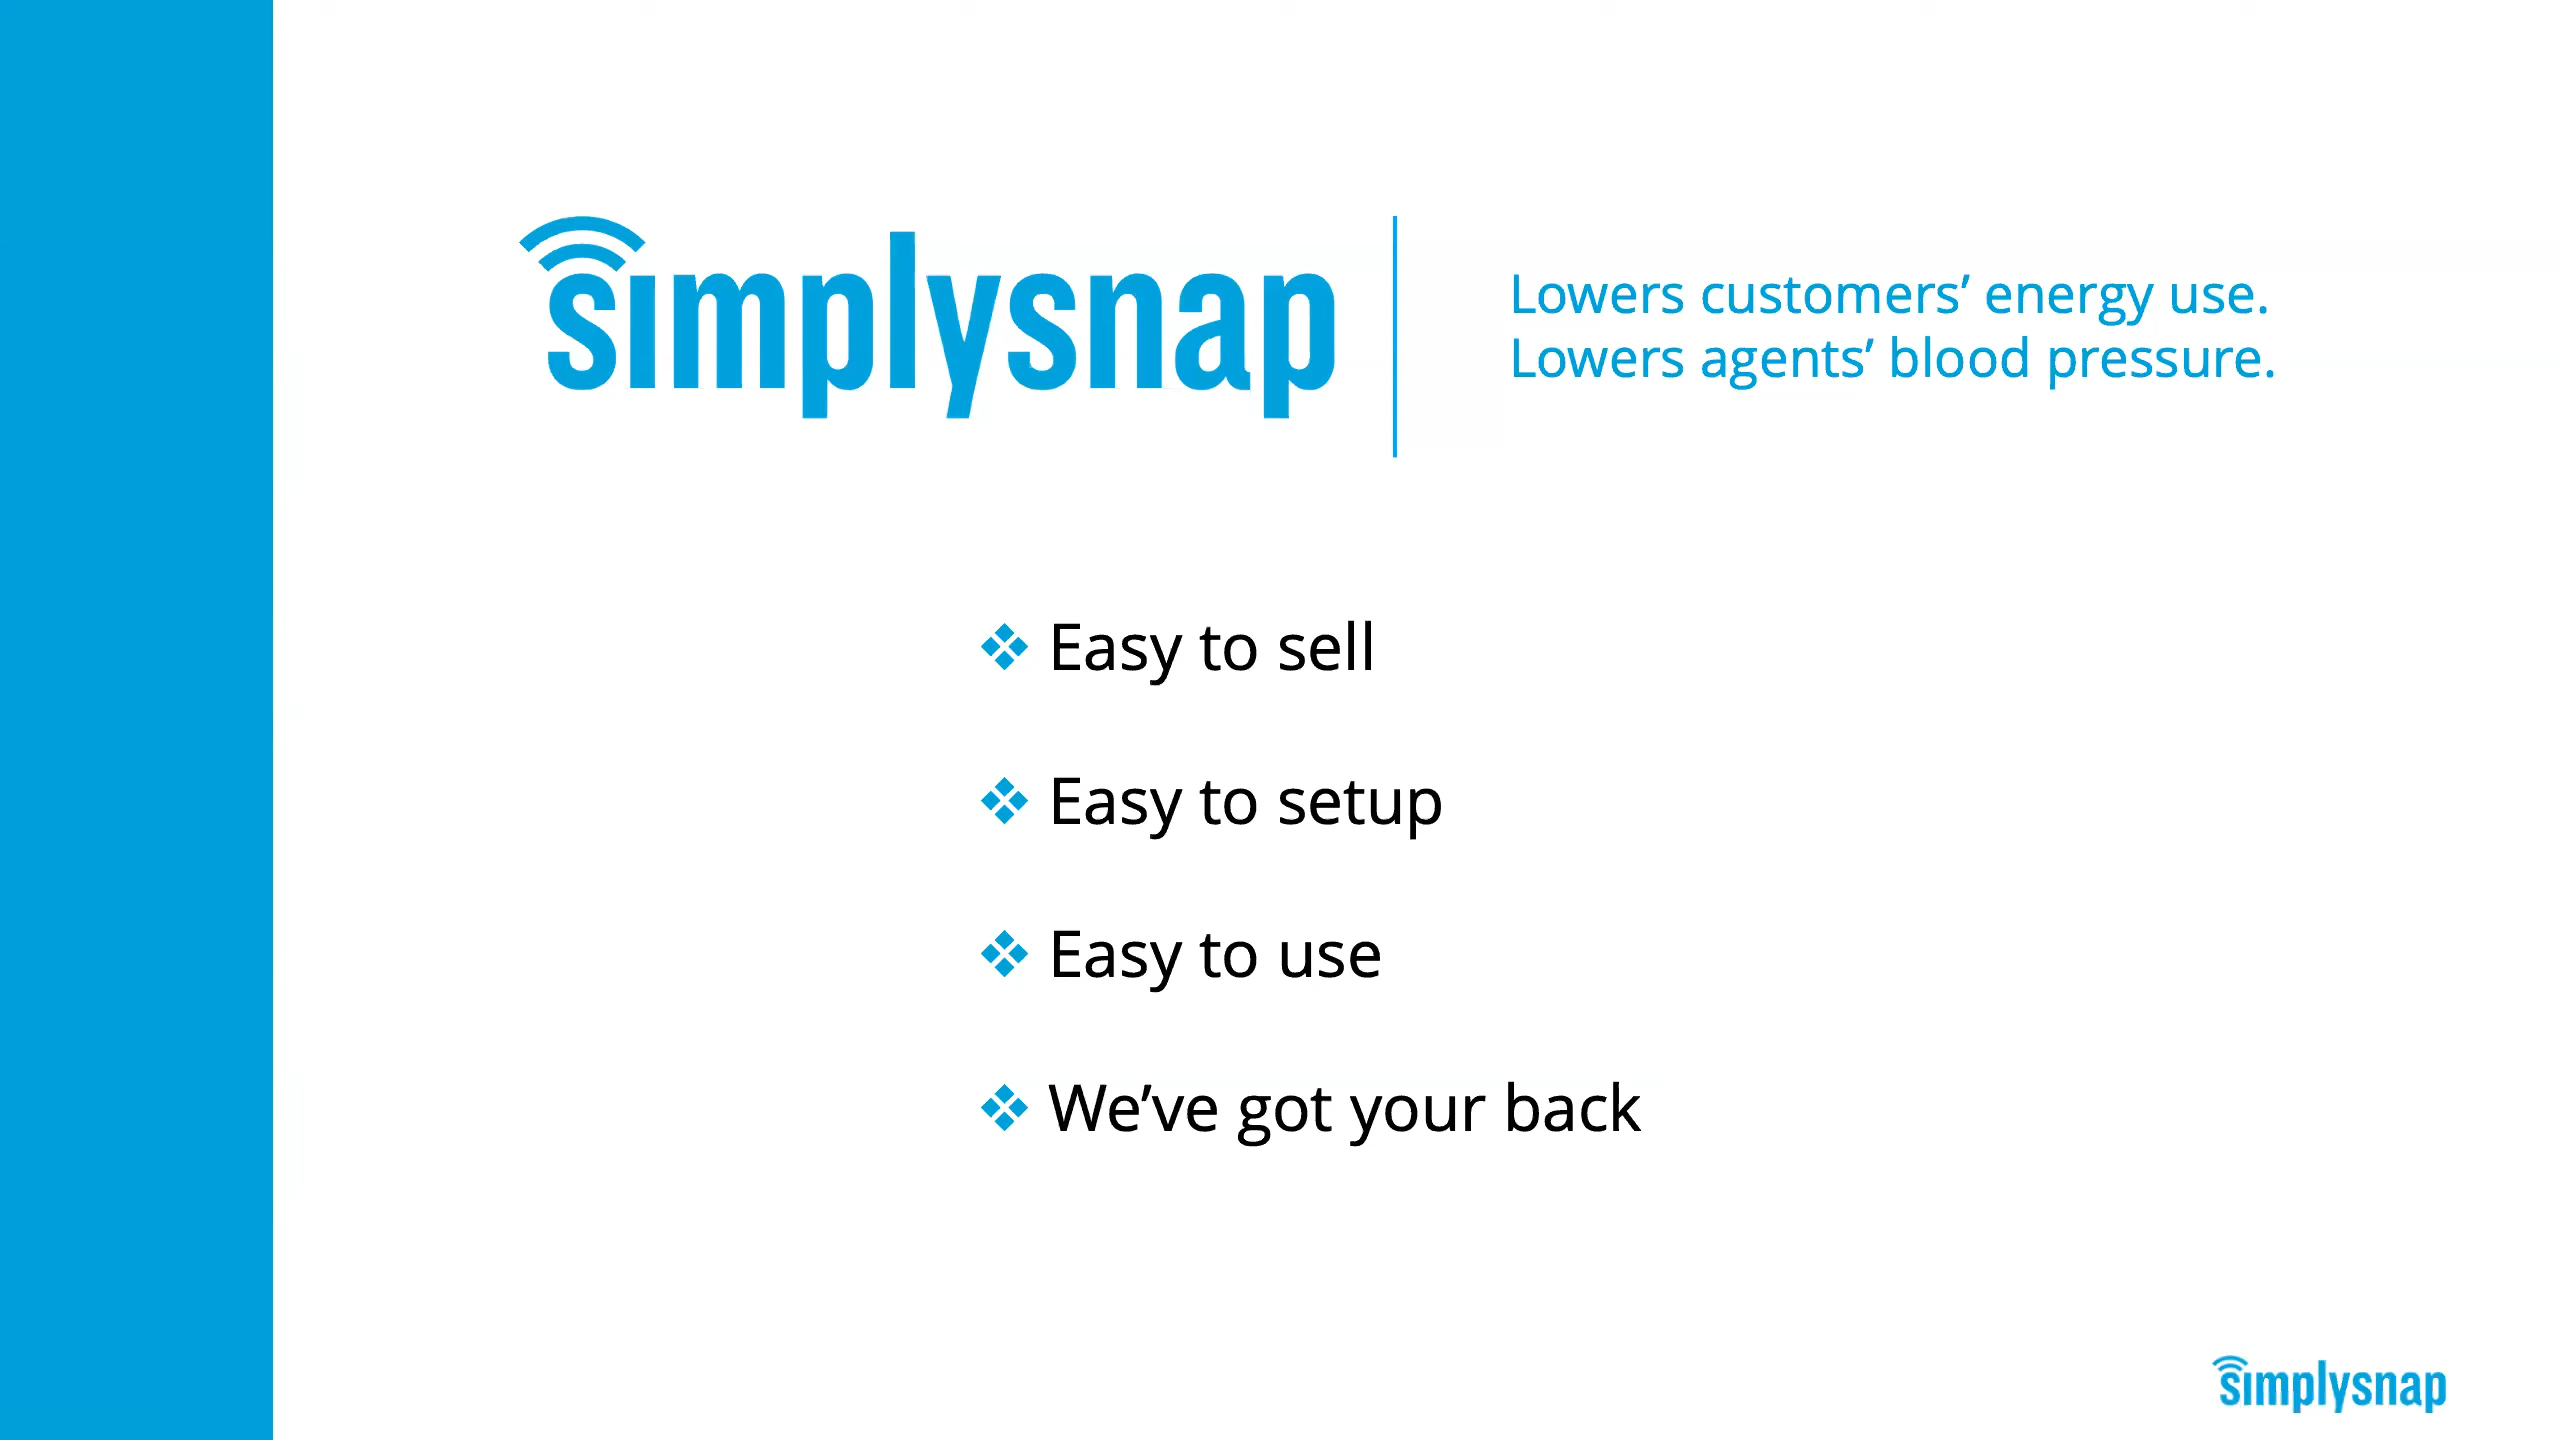 simplysnap
Lowers customers’ energy use.
Lowers agents’ blood pressure.
❖ Easy to sell
❖ Easy to setup
❖ Easy to use
❖ We’ve got your back
simplysnap